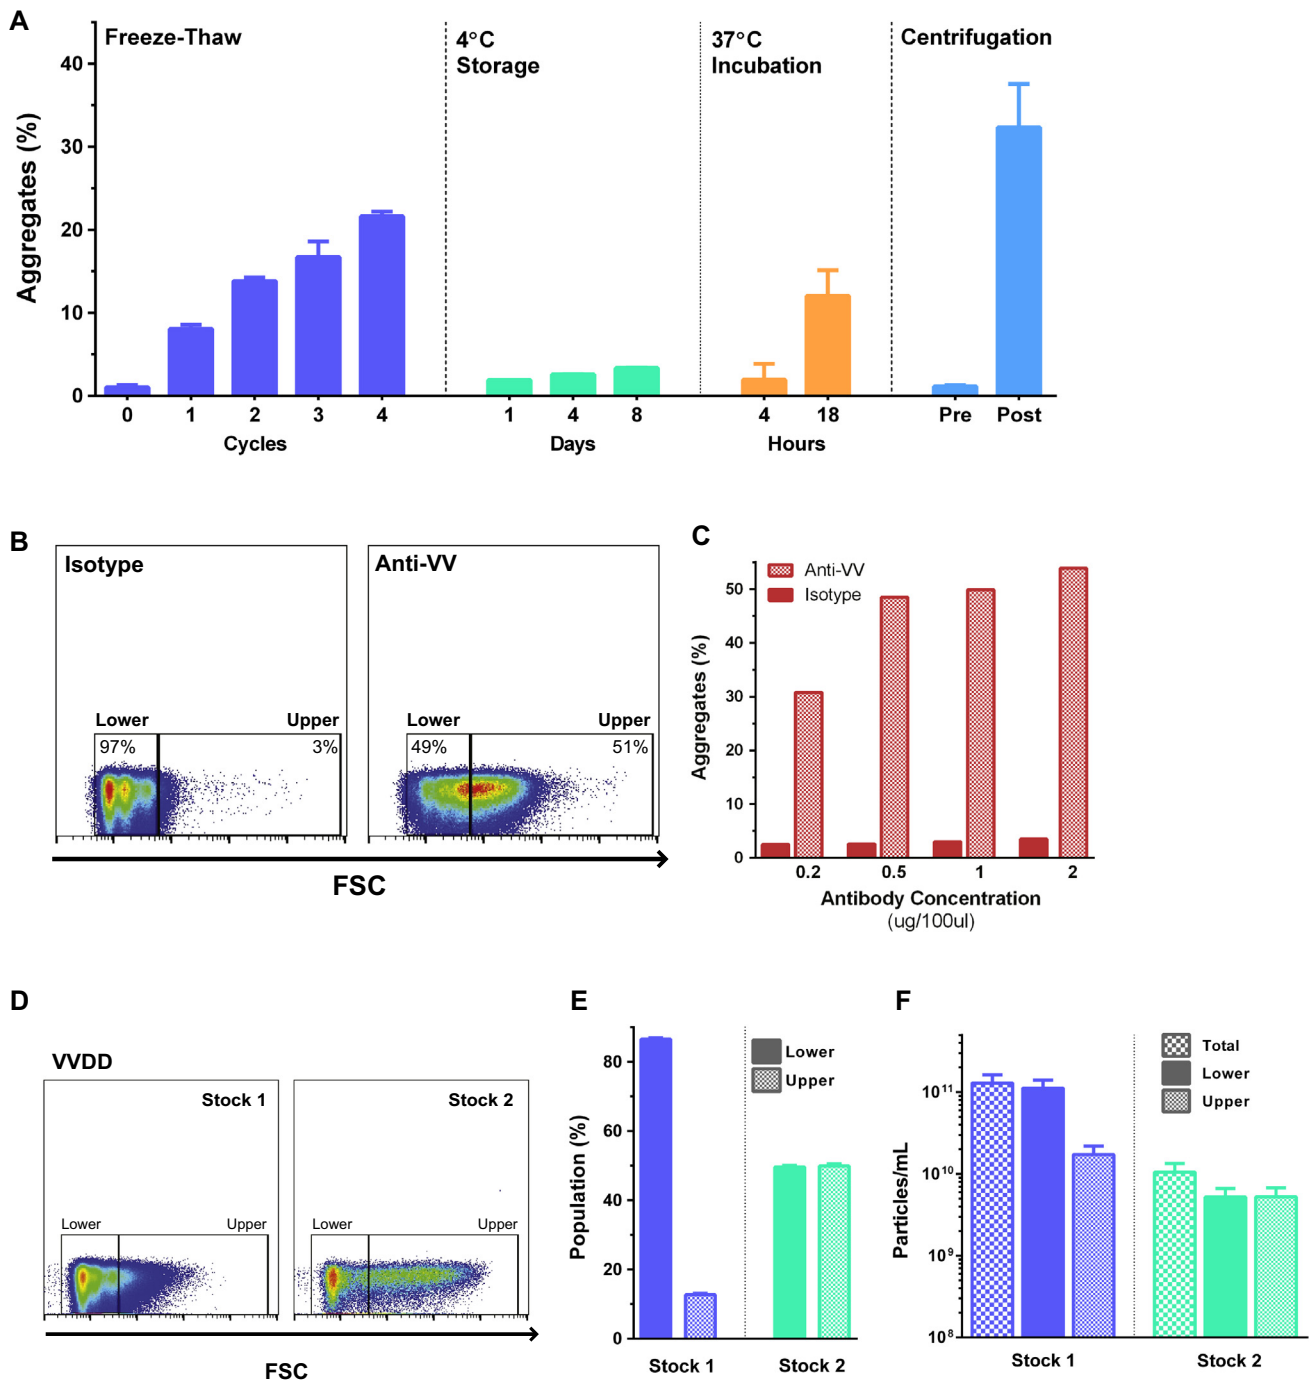 A
Freeze-Thaw
4°C
Storage
37°C
Incubation
Centrifugation
Aggregates (%)
40
30
20
10
0
0 1 2 3 4
Cycles
1 4 8
Days
4 18
Hours
Pre Post
B
Isotype
Lower Upper
97% 3%
Anti-VV
Lower Upper
49% 51%
FSC
C
Anti-VV
Isotype
Aggregates (%)
50
40
30
20
10
0
0.2 0.5 1 2
Antibody Concentration
(ug/100ul)
D
VVDD
Stock 1
Lower Upper
Stock 2
Lower Upper
FSC
E
Lower
Upper
Population (%)
80
60
40
20
0
Stock 1 Stock 2
F
Total
Lower
Upper
Particles/mL
10¹¹
10¹⁰
10⁹
10⁸
Stock 1 Stock 2